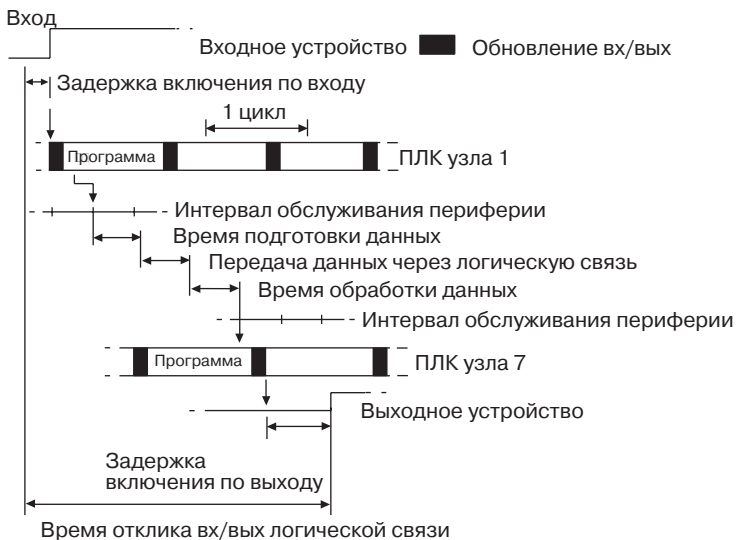 Вход
Входное устройство
Обновление вх/вых
Задержка включения по входу
1 цикл
Программа
ПЛК узла 1
Интервал обслуживания периферии
Время подготовки данных
Передача данных через логическую связь
Время обработки данных
Интервал обслуживания периферии
Программа
ПЛК узла 7
Выходное устройство
Задержка
включения по выходу
Время отклика вх/вых логической связи